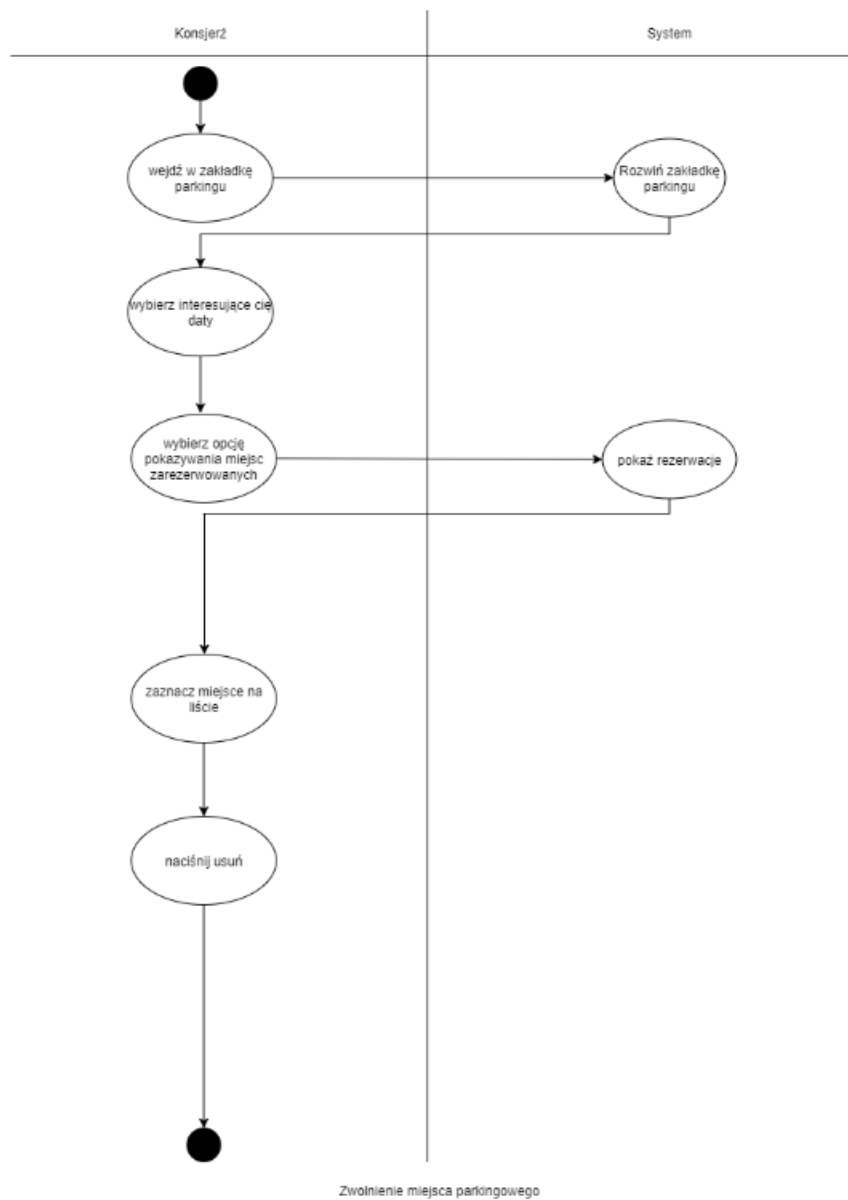 Konsjerż
System
wejdź w zakładkę
parkingu
Rozwiń zakładkę
parkingu
wybierz interesujące cię
daty
wybierz opcję
pokazywania miejsc
zarezerwowanych
pokaż rezerwacje
zaznacz miejsce na
liście
naciśnij usuń
Zwolnienie miejsca parkingowego